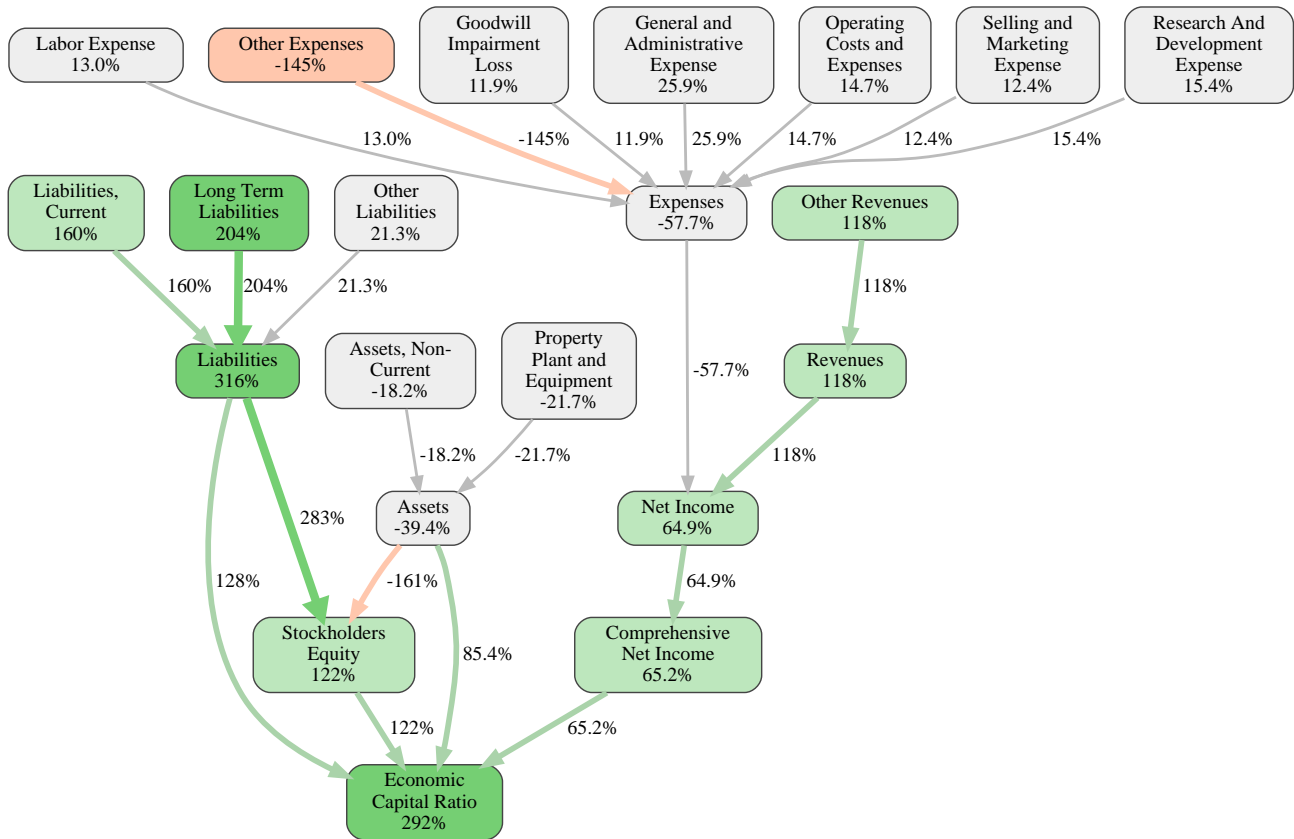 Labor Expense
13.0%
Other Expenses
-145%
Goodwill
Impairment
Loss
11.9%
General and
Administrative
Expense
25.9%
Operating
Costs and
Expenses
14.7%
Selling and
Marketing
Expense
12.4%
Research And
Development
Expense
15.4%
13.0%
-145%
11.9%
25.9%
14.7%
12.4%
15.4%
Liabilities,
Current
160%
Long Term
Liabilities
204%
Other
Liabilities
21.3%
Expenses
-57.7%
Other Revenues
118%
160%
204%
21.3%
118%
Liabilities
316%
Assets, Non-
Current
-18.2%
Property
Plant and
Equipment
-21.7%
-57.7%
Revenues
118%
-18.2%
-21.7%
118%
283%
Assets
-39.4%
Net Income
64.9%
128%
-161%
64.9%
Stockholders
Equity
122%
85.4%
Comprehensive
Net Income
65.2%
122%
65.2%
Economic
Capital Ratio
292%